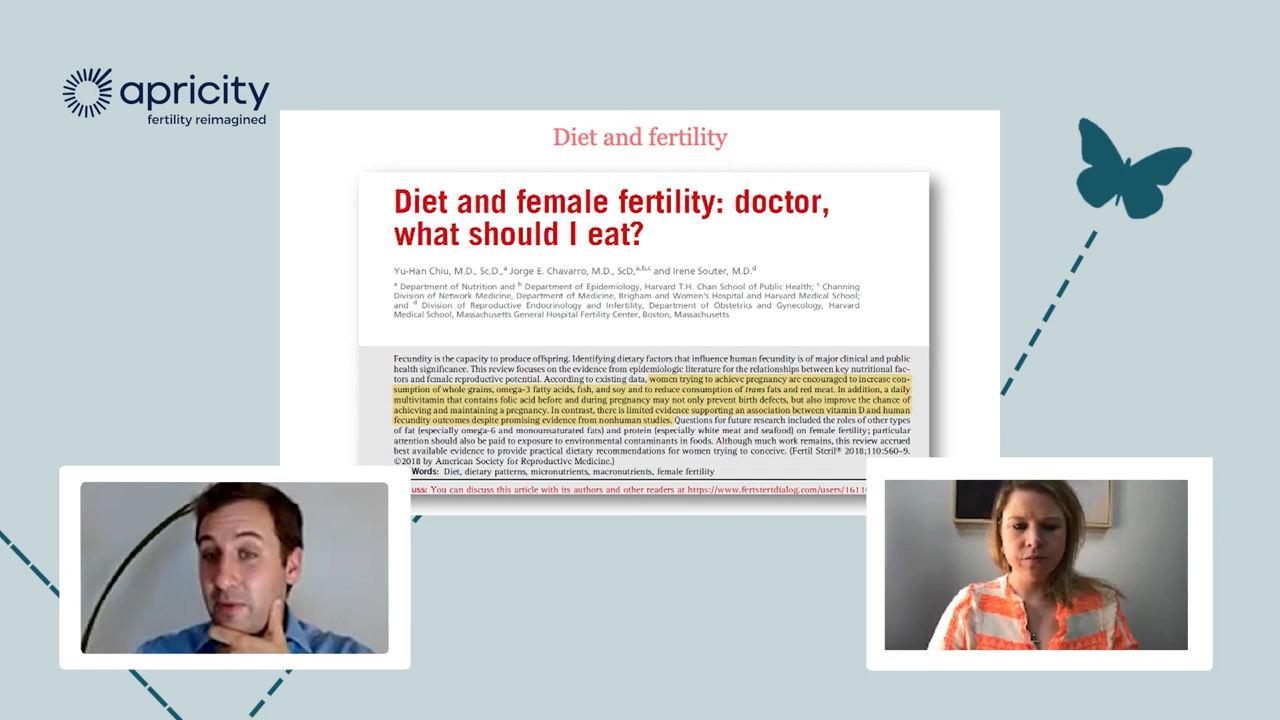 apricity
fertility reimagined
Diet and fertility
Diet and female fertility: doctor,
what should I eat?
Yu-Han Chiu, M.D., Sc.D.,a Jorge E. Chavarro, M.D., ScD,a,b,c and Irene Souter, M.D.d
a Department of Nutrition and b Department of Epidemiology, Harvard T.H. Chan School of Public Health; c Channing
Division of Network Medicine, Department of Medicine, Brigham and Women's Hospital and Harvard Medical School;
and d Division of Reproductive Endocrinology and Infertility, Department of Obstetrics and Gynecology, Harvard
Medical School, Massachusetts General Hospital Fertility Center, Boston, Massachusetts
Fecundity is the capacity to produce offspring. Identifying dietary factors that influence human fecundity is of major clinical and public
health significance. This review focuses on the evidence from epidemiologic literature for the relationships between key nutritional fac-
tors and female reproductive potential. According to existing data, women trying to achieve pregnancy are encouraged to increase con-
sumption of whole grains, omega-3 fatty acids, fish, and soy and to reduce consumption of trans fats and red meat. In addition, a daily
multivitamin that contains folic acid before and during pregnancy may not only prevent birth defects, but also improve the chance of
achieving and maintaining a pregnancy. In contrast, there is limited evidence supporting an association between vitamin D and human
fecundity outcomes despite promising evidence from nonhuman studies. Questions for future research included the roles of other types
of fat (especially omega-6 and monounsaturated fats) and protein (especially white meat and seafood) on female fertility; particular
attention should also be paid to exposure to environmental contaminants in foods. Although much work remains, this review accrued
best available evidence to provide practical dietary recommendations for women trying to conceive. (Fertil Steril® 2018;110:560–9.
©2018 by American Society for Reproductive Medicine.)
Words: Diet, dietary patterns, micronutrients, macronutrients, female fertility
uss: You can discuss this article with its authors and other readers at https://www.fertstertdialog.com/users/1611